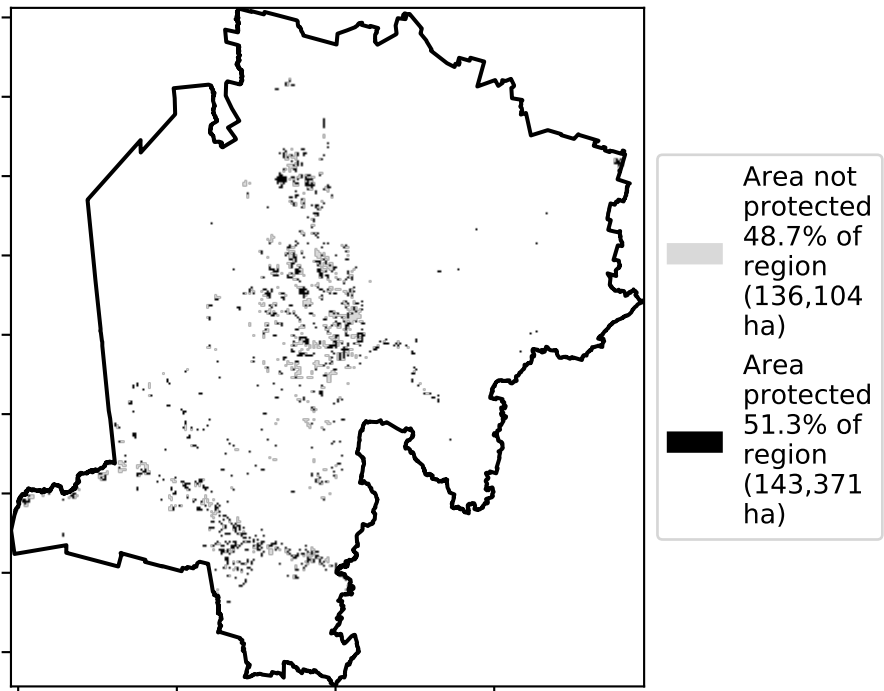 Area not
protected
48.7% of
region
(136,104
ha)
Area
protected
51.3% of
region
(143,371
ha)